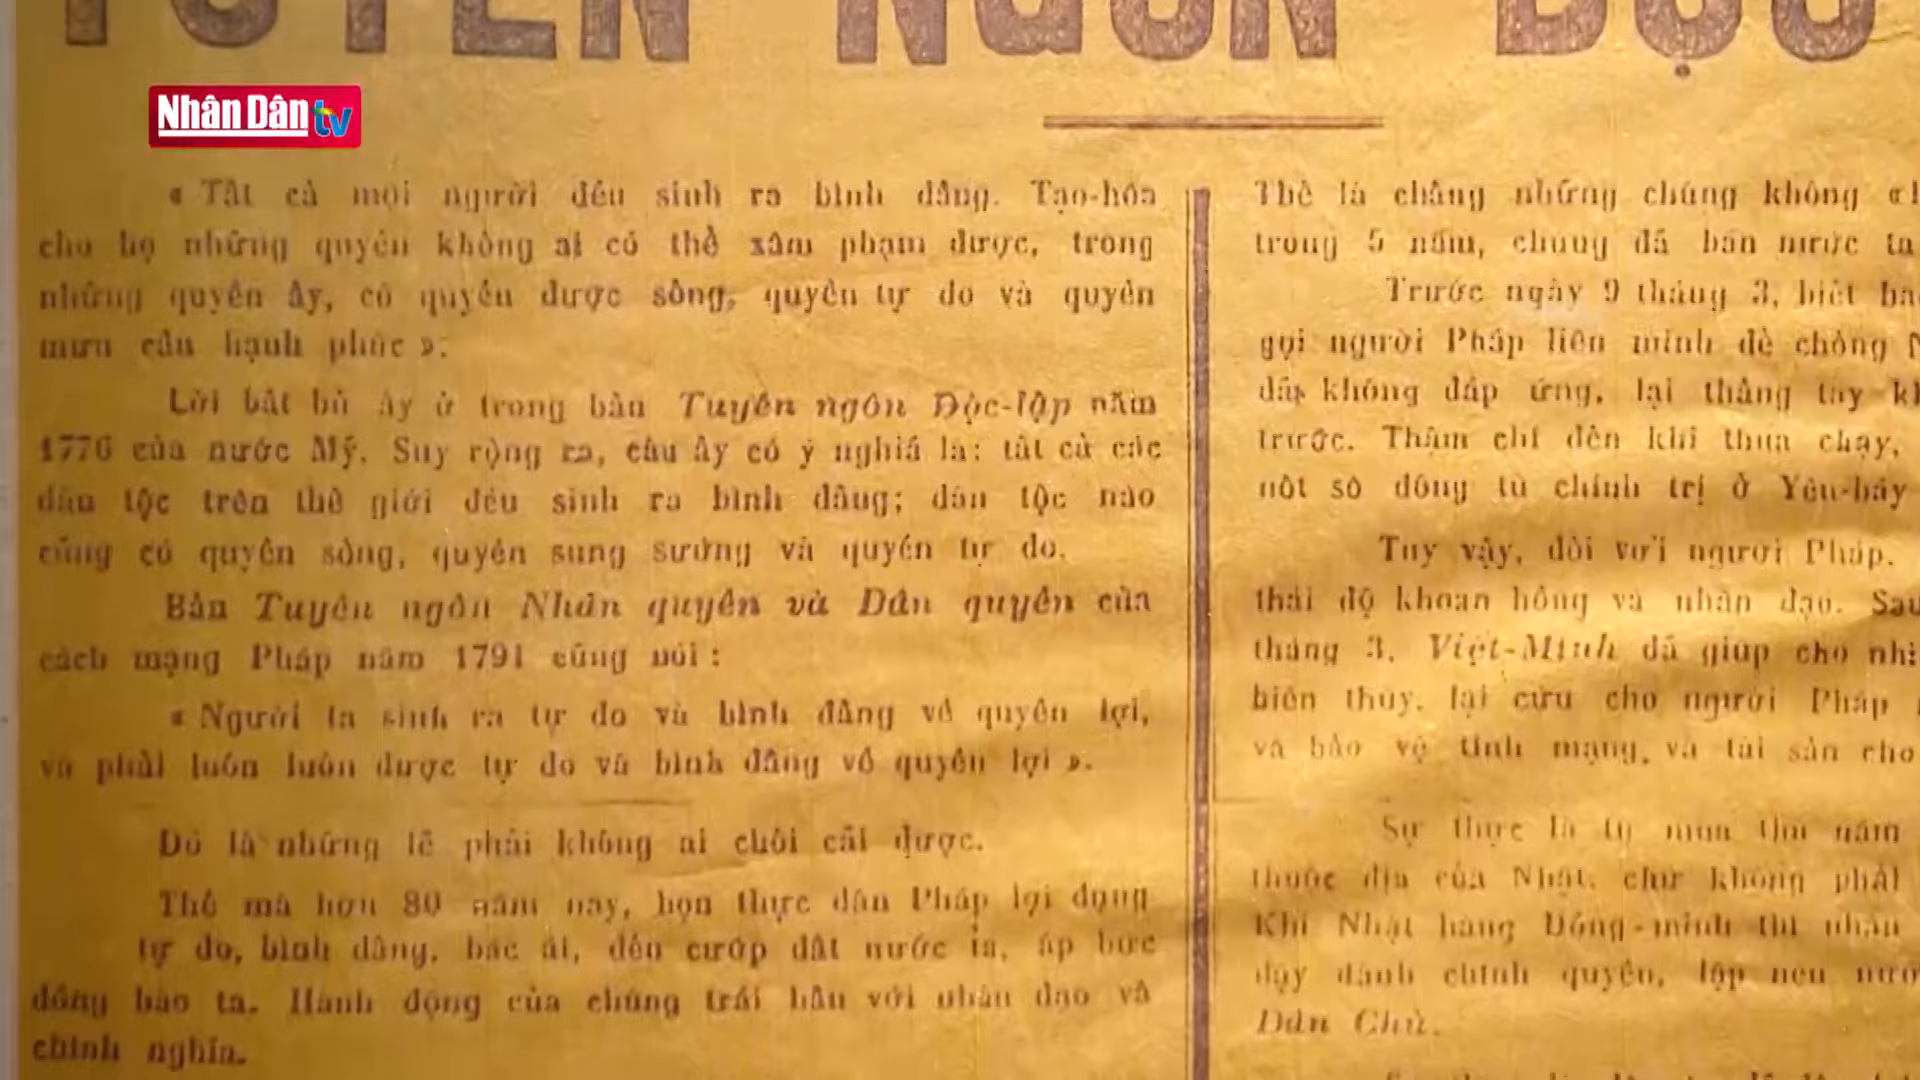 TUYÊN NGÔN ĐỘC
Nhân Dân tv
« Tất cả mọi người đều sinh ra bình đẳng. Tạo-hóa
cho họ những quyền không ai có thể xâm phạm được, trong
những quyền ấy, có quyền được sống, quyền tự do và quyền
mưu cầu hạnh phúc ».
Lời bất hủ ấy ở trong bản Tuyên ngôn Độc-lập năm
1776 của nước Mỹ. Suy rộng ra, câu ấy có ý nghĩa là: tất cả các
dân tộc trên thế giới đều sinh ra bình đẳng; dân tộc nào
cũng có quyền sống, quyền sung sướng và quyền tự do.
Bản Tuyên ngôn Nhân quyền và Dân quyền của
cách mạng Pháp năm 1791 cũng nói :
« Người ta sinh ra tự do và bình đẳng về quyền lợi,
và phải luôn luôn được tự do và bình đẳng về quyền lợi ».
Đó là những lẽ phải không ai chối cãi được.
Thế mà hơn 80 năm nay, bọn thực dân Pháp lợi dụng
tự do, bình đẳng, bác ái, đến cướp đất nước ta, áp bức
đồng bào ta. Hành động của chúng trái hẳn với nhân đạo và
chính nghĩa.
Thế là chẳng những chúng không «
trong 5 năm, chúng đã bán nước ta
Trước ngày 9 tháng 3, biết
gọi người Pháp liên minh để chống
đã không đáp ứng, lại thẳng tay
trước. Thậm chí đến khi thua chạy,
nốt số đông tù chính trị ở Yên-báy
Tuy vậy, đối với người Pháp,
thái độ khoan hồng và nhân đạo. Sau
tháng 3, Việt-Minh đã giúp cho
biên thùy, lại cứu cho người Pháp
và bảo vệ tính mạng, và tài sản cho
Sự thực là từ mùa thu năm
thuộc địa của Nhật, chứ không phải
Khi Nhật hàng Đồng-minh thì nhân
dậy dành chính quyền, lập nên
Dân Chủ.